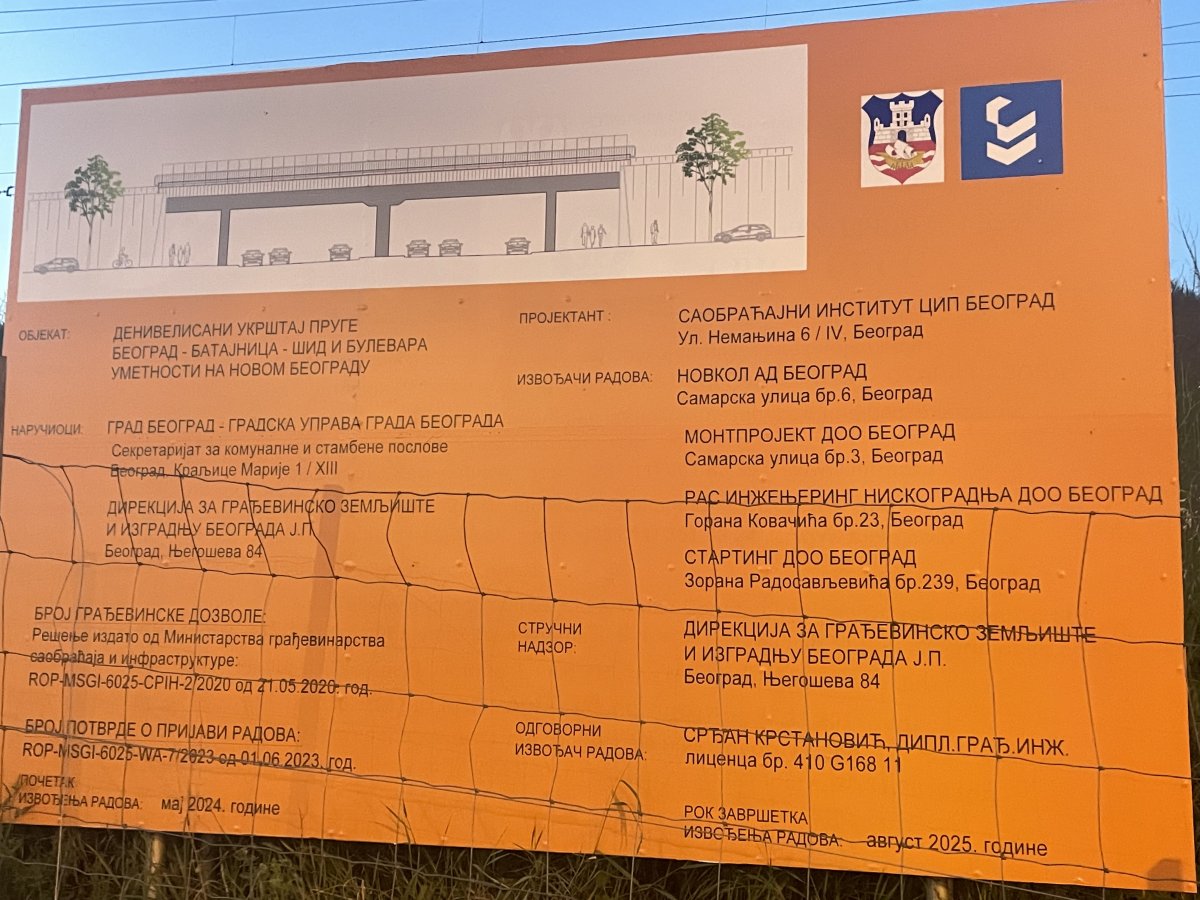 ОБЈЕКАТ:
ДЕНИВЕЛИСАНИ УКРШТАЈ ПРУГЕ
БЕОГРАД - БАТАЈНИЦА - ШИД И БУЛЕВАРА
УМЕТНОСТИ НА НОВОМ БЕОГРАДУ
НАРУЧИОЦИ:
ГРАД БЕОГРАД - ГРАДСКА УПРАВА ГРАДА БЕОГРАДА
Секретаријат за комуналне и стамбене послове
Београд, Краљице Марије 1 / XIII
ДИРЕКЦИЈА ЗА ГРАЂЕВИНСКО ЗЕМЉИШТЕ
И ИЗГРАДЊУ БЕОГРАДА Ј.П.
Београд, Његошева 84
БРОЈ ГРАЂЕВИНСКЕ ДОЗВОЛЕ:
Решење издато од Министарства грађевинарства
саобраћаја и инфраструктуре:
ROP-MSGI-6025-CPIH-2/2020 од 21.05.2020. год.
БРОЈ ПОТВРДЕ О ПРИЈАВИ РАДОВА:
ROP-MSGI-6025-WA-7/2023 од 01.06.2023. год.
ПОЧЕТАК
ИЗВОЂЕЊА РАДОВА: мај 2024. године
ПРОЈЕКТАНТ :
САОБРАЋАЈНИ ИНСТИТУТ ЦИП БЕОГРАД
Ул. Немањина 6 / IV, Београд
ИЗВОЂАЧИ РАДОВА:
НОВКОЛ АД БЕОГРАД
Самарска улица бр.6, Београд
МОНТПРОЈЕКТ ДОО БЕОГРАД
Самарска улица бр.3, Београд
РАС ИНЖЕЊЕРИНГ НИСКОГРАДЊА ДОО БЕОГРАД
Горана Ковачића бр.23, Београд
СТАРТИНГ ДОО БЕОГРАД
Зорана Радосављевића бр.239, Београд
СТРУЧНИ
НАДЗОР:
ДИРЕКЦИЈА ЗА ГРАЂЕВИНСКО ЗЕМЉИШТЕ
И ИЗГРАДЊУ БЕОГРАДА Ј.П.
Београд, Његошева 84
ОДГОВОРНИ
ИЗВОЂАЧ РАДОВА:
СРЂАН КРСТАНОВИЋ, ДИПЛ.ГРАЂ.ИНЖ.
лиценца бр. 410 G168 11
РОК ЗАВРШЕТКА
ИЗВОЂЕЊА РАДОВА: август 2025. године